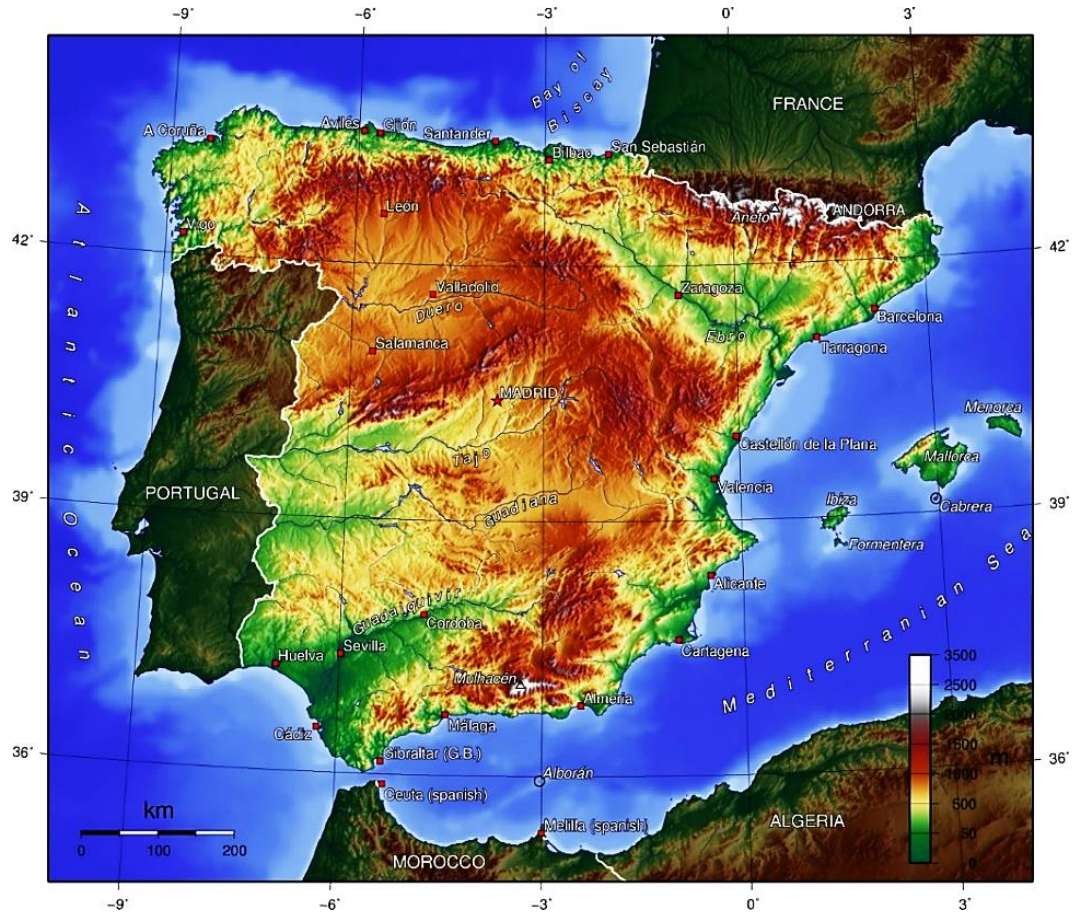 -9°
-6°
-3°
0°
3°
Bay of
Biscay
FRANCE
A Coruña
Avilés
Gijón
Santander
Bilbao
San Sebastián
León
Aneto
ANDORRA
Vigo
42°
42°
Atlantic Ocean
Valladolid
Duero
Zaragoza
Barcelona
Ebro
Salamanca
Tarragona
MADRID
Menorca
Castellón de la Plana
Mallorca
Tajo
Valencia
PORTUGAL
Guadiana
Ibiza
Cabrera
39°
39°
Formentera
Alicante
Guadalquivir
Cordoba
Cartagena
Mediterranian Sea
Sevilla
Huelva
Mulhacén
Almería
Málaga
Cádiz
3500
2500
2000
1500
1000
500
50
0
m
Gibraltar (G.B.)
36°
36°
Alborán
Ceuta (spanish)
km
0 100 200
Melilla (spanish)
ALGERIA
MOROCCO
-9°
-6°
-3°
0°
3°